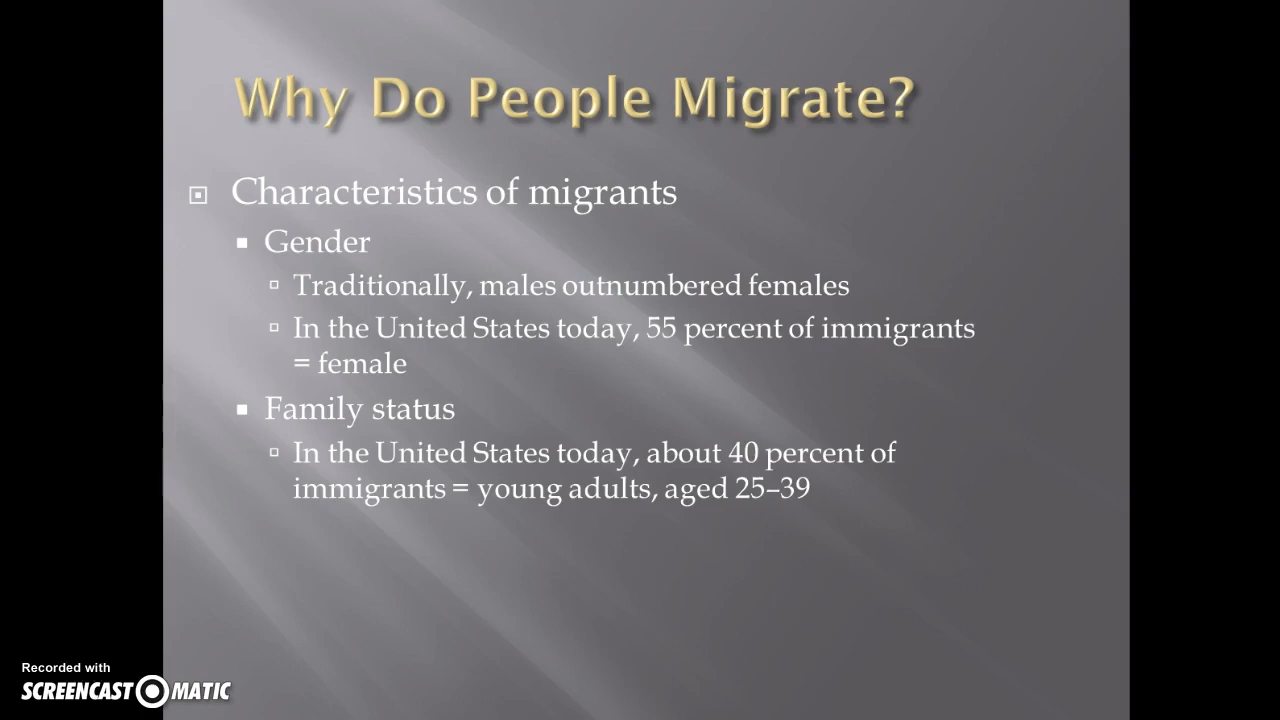 Why Do People Migrate?
Characteristics of migrants
Gender
Traditionally, males outnumbered females
In the United States today, 55 percent of immigrants
= female
Family status
In the United States today, about 40 percent of
immigrants = young adults, aged 25–39
Recorded with
SCREENCAST MATIC